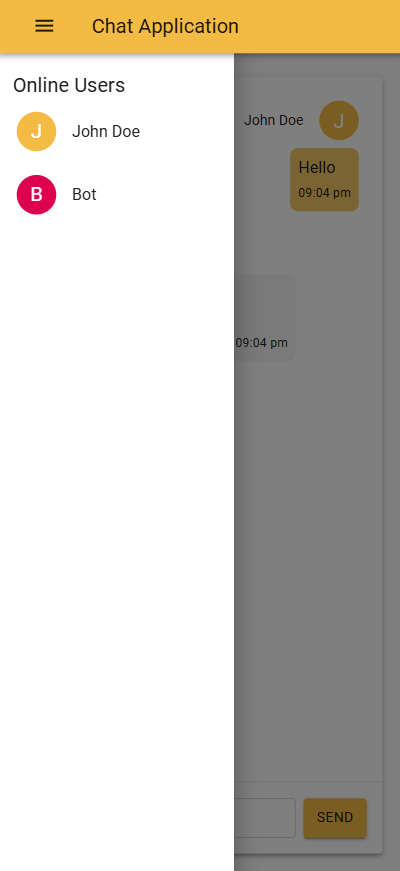 Chat Application
Online Users
J John Doe
B Bot
John Doe J
Hello
09:04 pm
09:04 pm
SEND